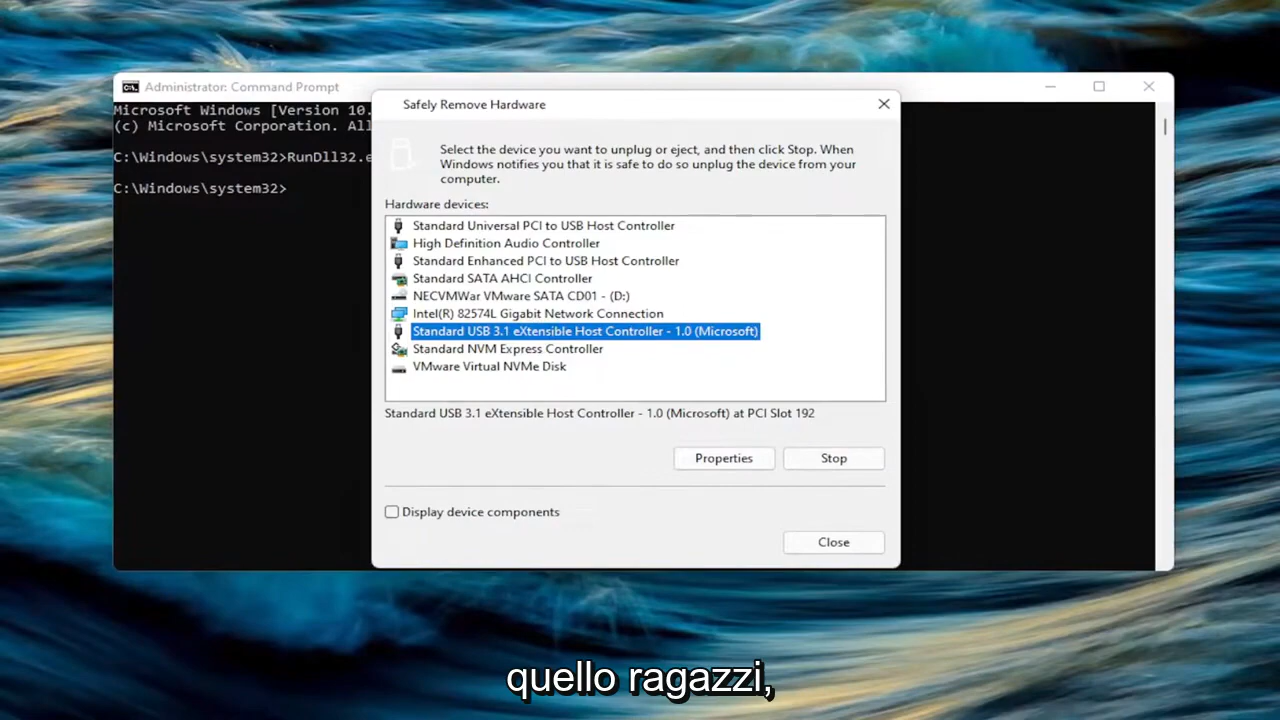 Administrator: Command Prompt
Microsoft Windows [Version 10.
(c) Microsoft Corporation. All
C:\Windows\system32>RunDll32.e
C:\Windows\system32>
Safely Remove Hardware
Select the device you want to unplug or eject, and then click Stop. When
Windows notifies you that it is safe to do so unplug the device from your
computer.
Hardware devices:
Standard Universal PCI to USB Host Controller
High Definition Audio Controller
Standard Enhanced PCI to USB Host Controller
Standard SATA AHCI Controller
NECVMWar VMware SATA CD01 - (D:)
Intel(R) 82574L Gigabit Network Connection
Standard USB 3.1 eXtensible Host Controller - 1.0 (Microsoft)
Standard NVM Express Controller
VMware Virtual NVMe Disk
Standard USB 3.1 eXtensible Host Controller - 1.0 (Microsoft) at PCI Slot 192
Properties
Stop
Display device components
Close
quello ragazzi,